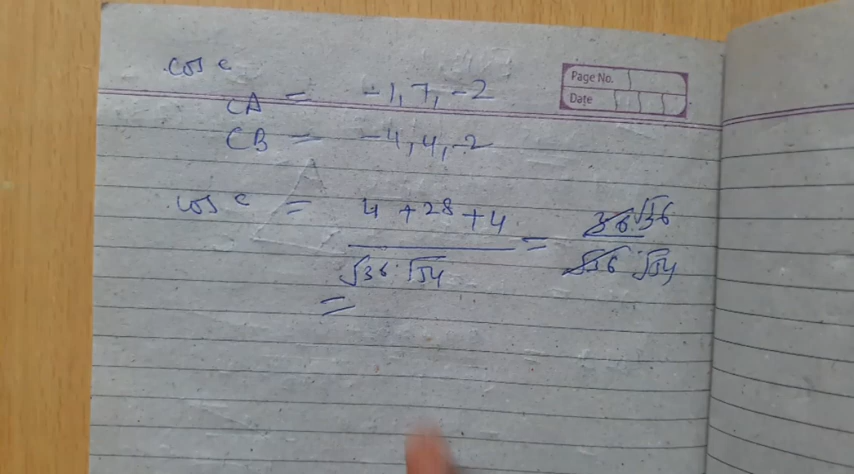 cos c
Page No.
Date
CA = -1, 7, -2
CB = -4, 4, -2
cos c = 4 + 28 + 4 / √36 · √54 = 36 √36 / √36 · √54
=